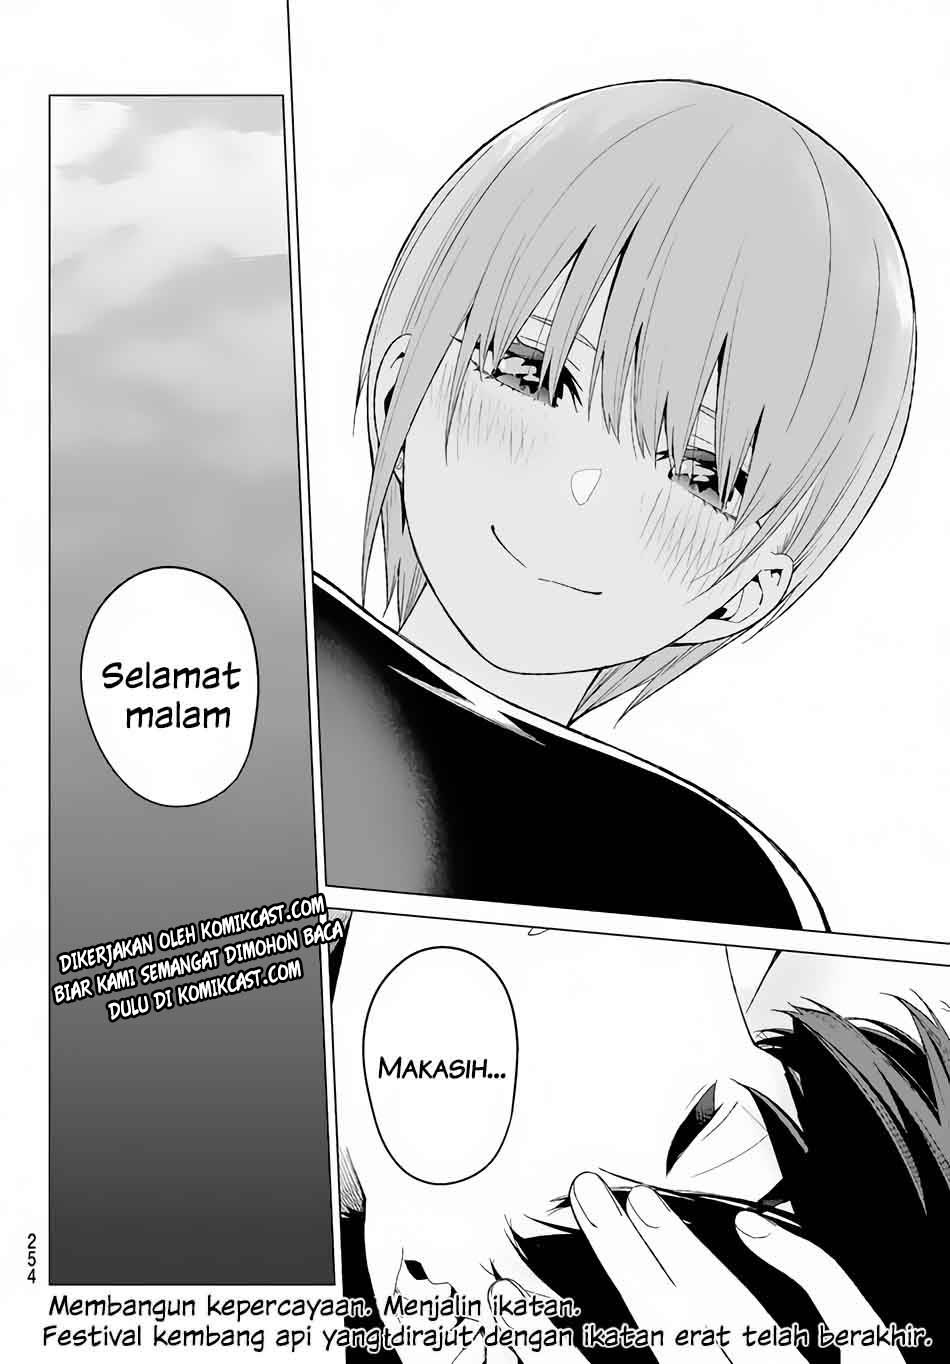 Selamat
malam
DIKERJAKAN OLEH KOMIKCAST.COM
BIAR KAMI SEMANGAT DIMOHON BACA
DULU DI KOMIKCAST.COM
MAKASIH...
254
Membangun kepercayaan. Menjalin ikatan.
Festival kembang api yang dirajut dengan ikatan erat telah berakhir.